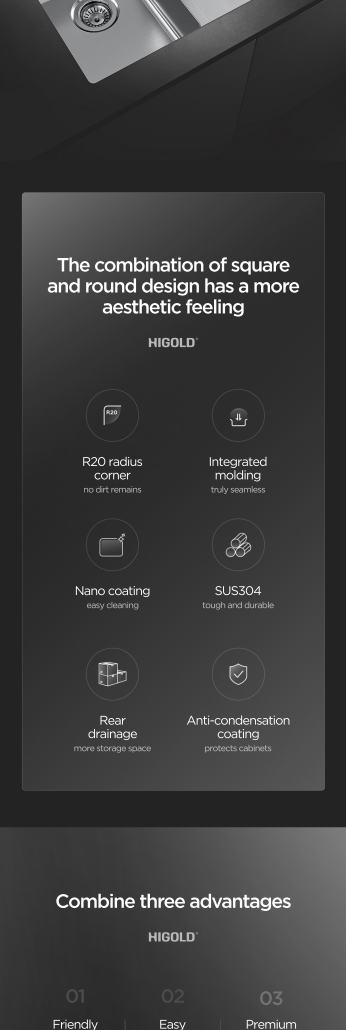 The combination of square
and round design has a more
aesthetic feeling
HIGOLD®
R20
R20 radius
corner
no dirt remains
Integrated
molding
truly seamless
Nano coating
easy cleaning
SUS304
tough and durable
Rear
drainage
more storage space
Anti-condensation
coating
protects cabinets
Combine three advantages
HIGOLD®
01
02
03
Friendly
Easy
Premium